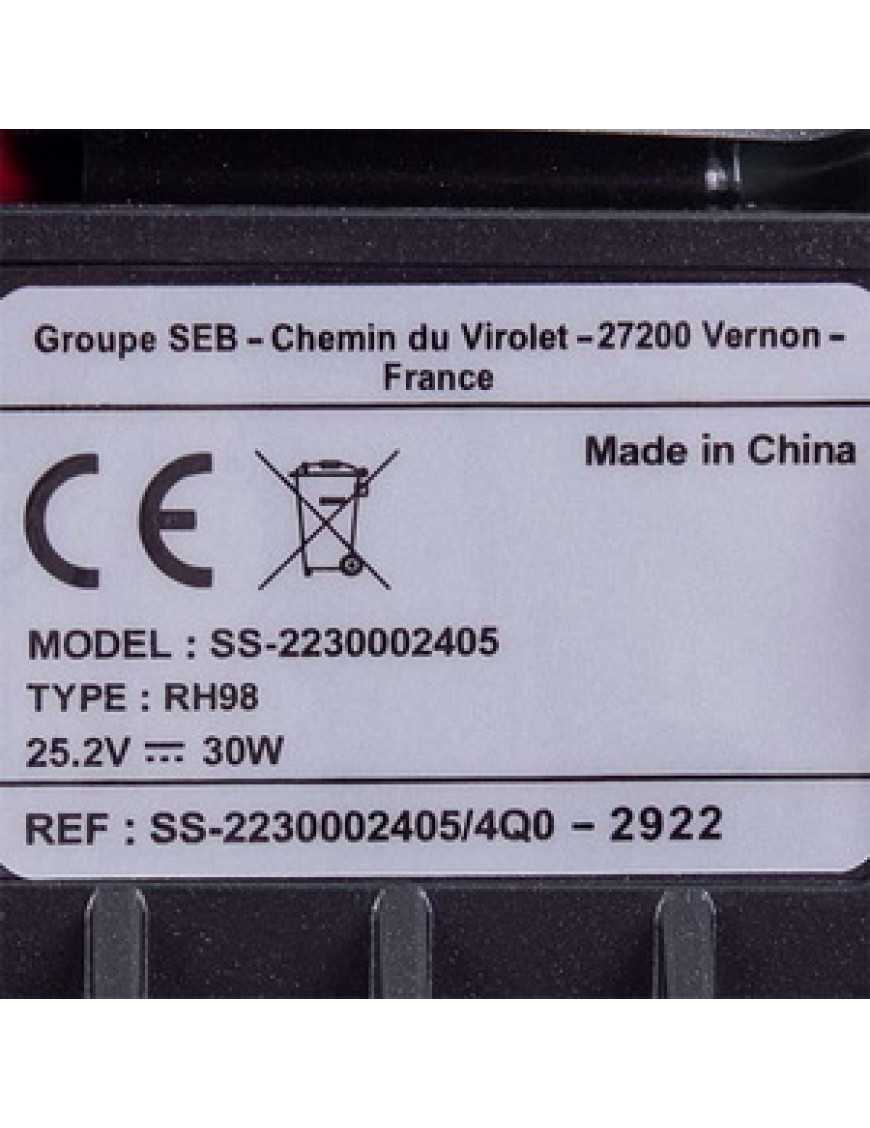 Groupe SEB – Chemin du Virolet – 27200 Vernon –
France
Made in China
CE
MODEL : SS-2230002405
TYPE : RH98
25.2V ⎓ 30W
REF : SS-2230002405/4Q0 – 2922